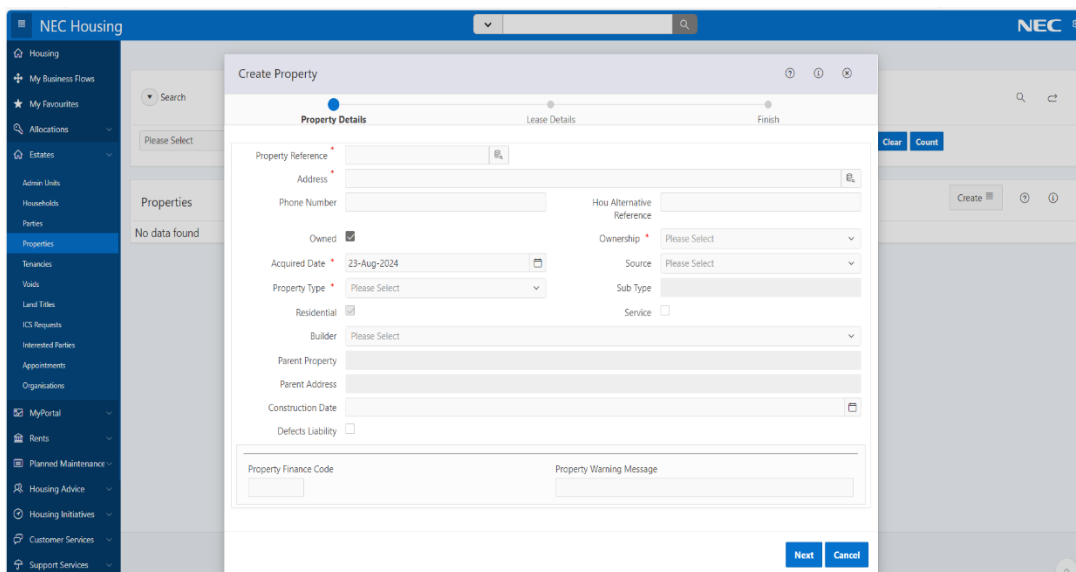 NEC Housing
NEC
Housing
My Business Flows
My Favourites
Allocations
Estates
Admin Units
Households
Parties
Properties
Tenancies
Voids
Land Titles
ICS Requests
Interested Parties
Appointments
Organisations
MyPortal
Rents
Planned Maintenance
Housing Advice
Housing Initiatives
Customer Services
Support Services
Search
Please Select
Clear Count
Properties
Create
No data found
Create Property
Property Details Lease Details Finish
Property Reference *
Address *
Phone Number Hou Alternative
Reference
Owned Ownership * Please Select
Acquired Date * 23-Aug-2024 Source Please Select
Property Type * Please Select Sub Type
Residential Service
Builder Please Select
Parent Property
Parent Address
Construction Date
Defects Liability
Property Finance Code Property Warning Message
Next Cancel